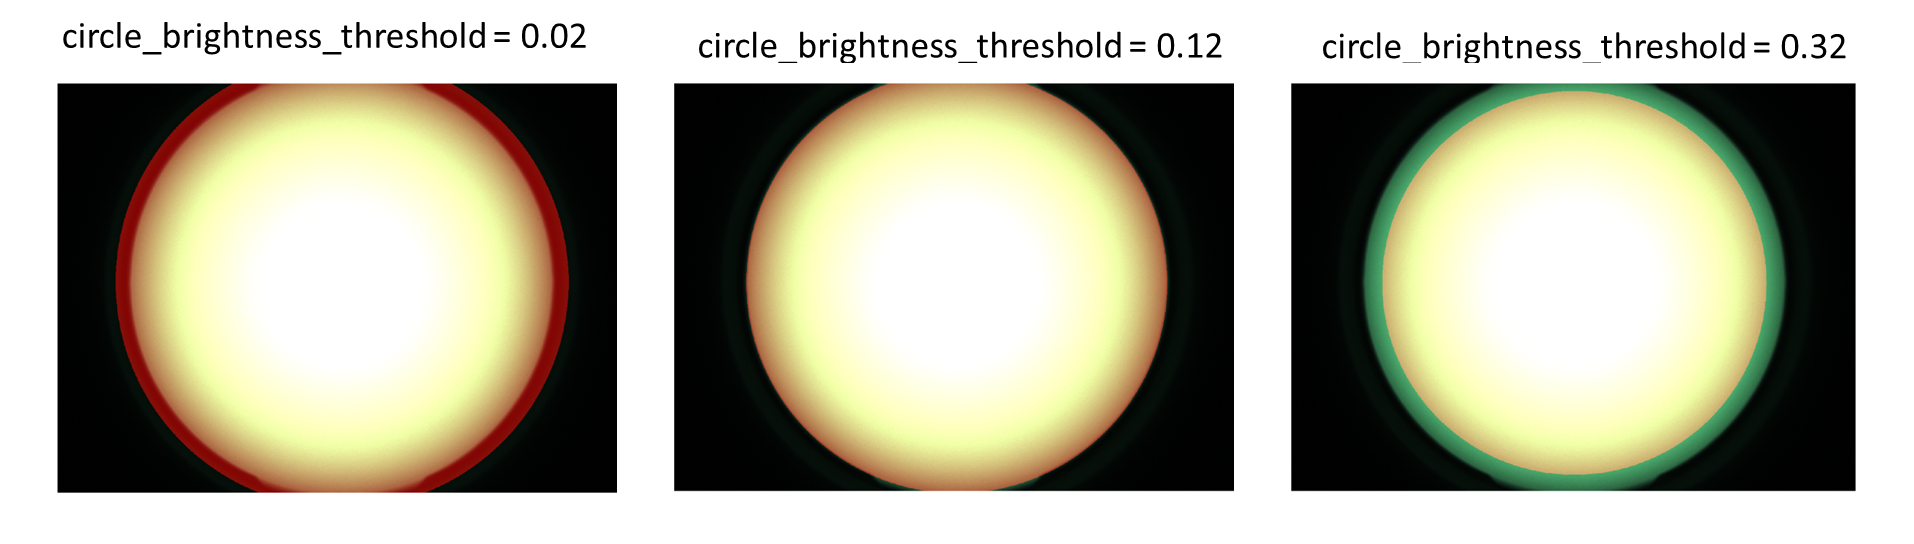 circle_brightness_threshold = 0.02
circle_brightness_threshold = 0.12
circle_brightness_threshold = 0.32